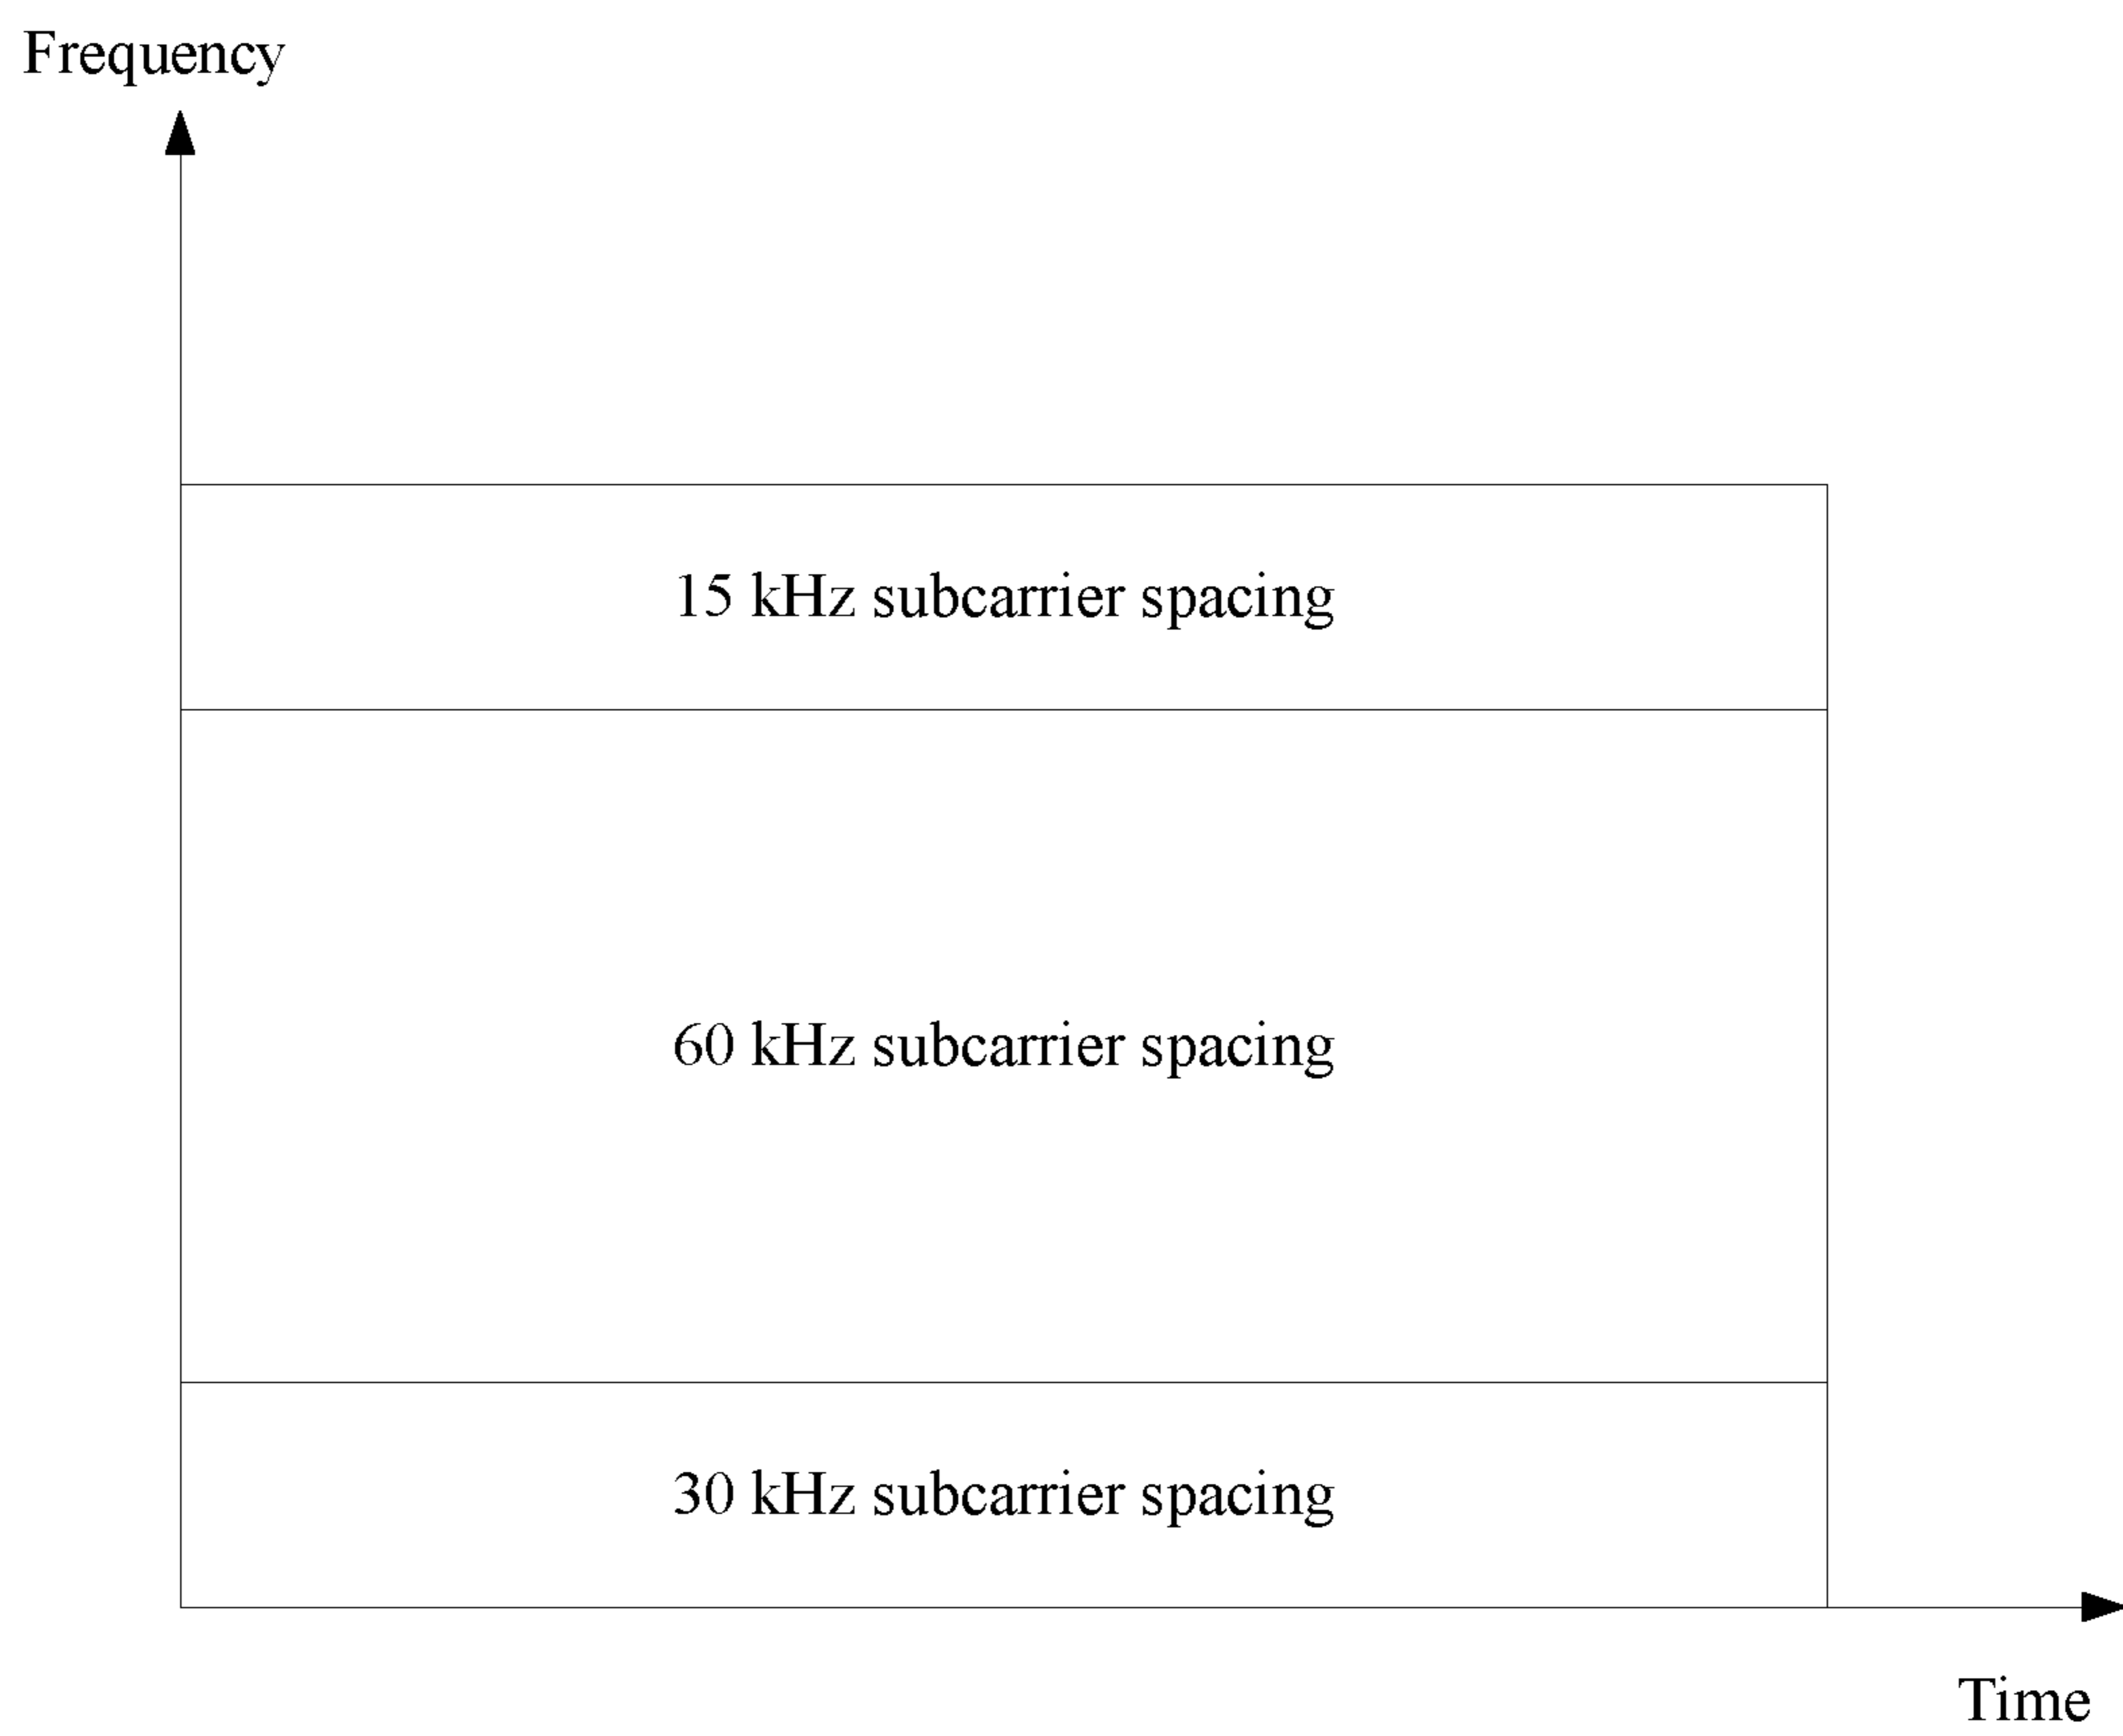 Frequency
15 kHz subcarrier spacing
60 kHz subcarrier spacing
30 kHz subcarrier spacing
Time